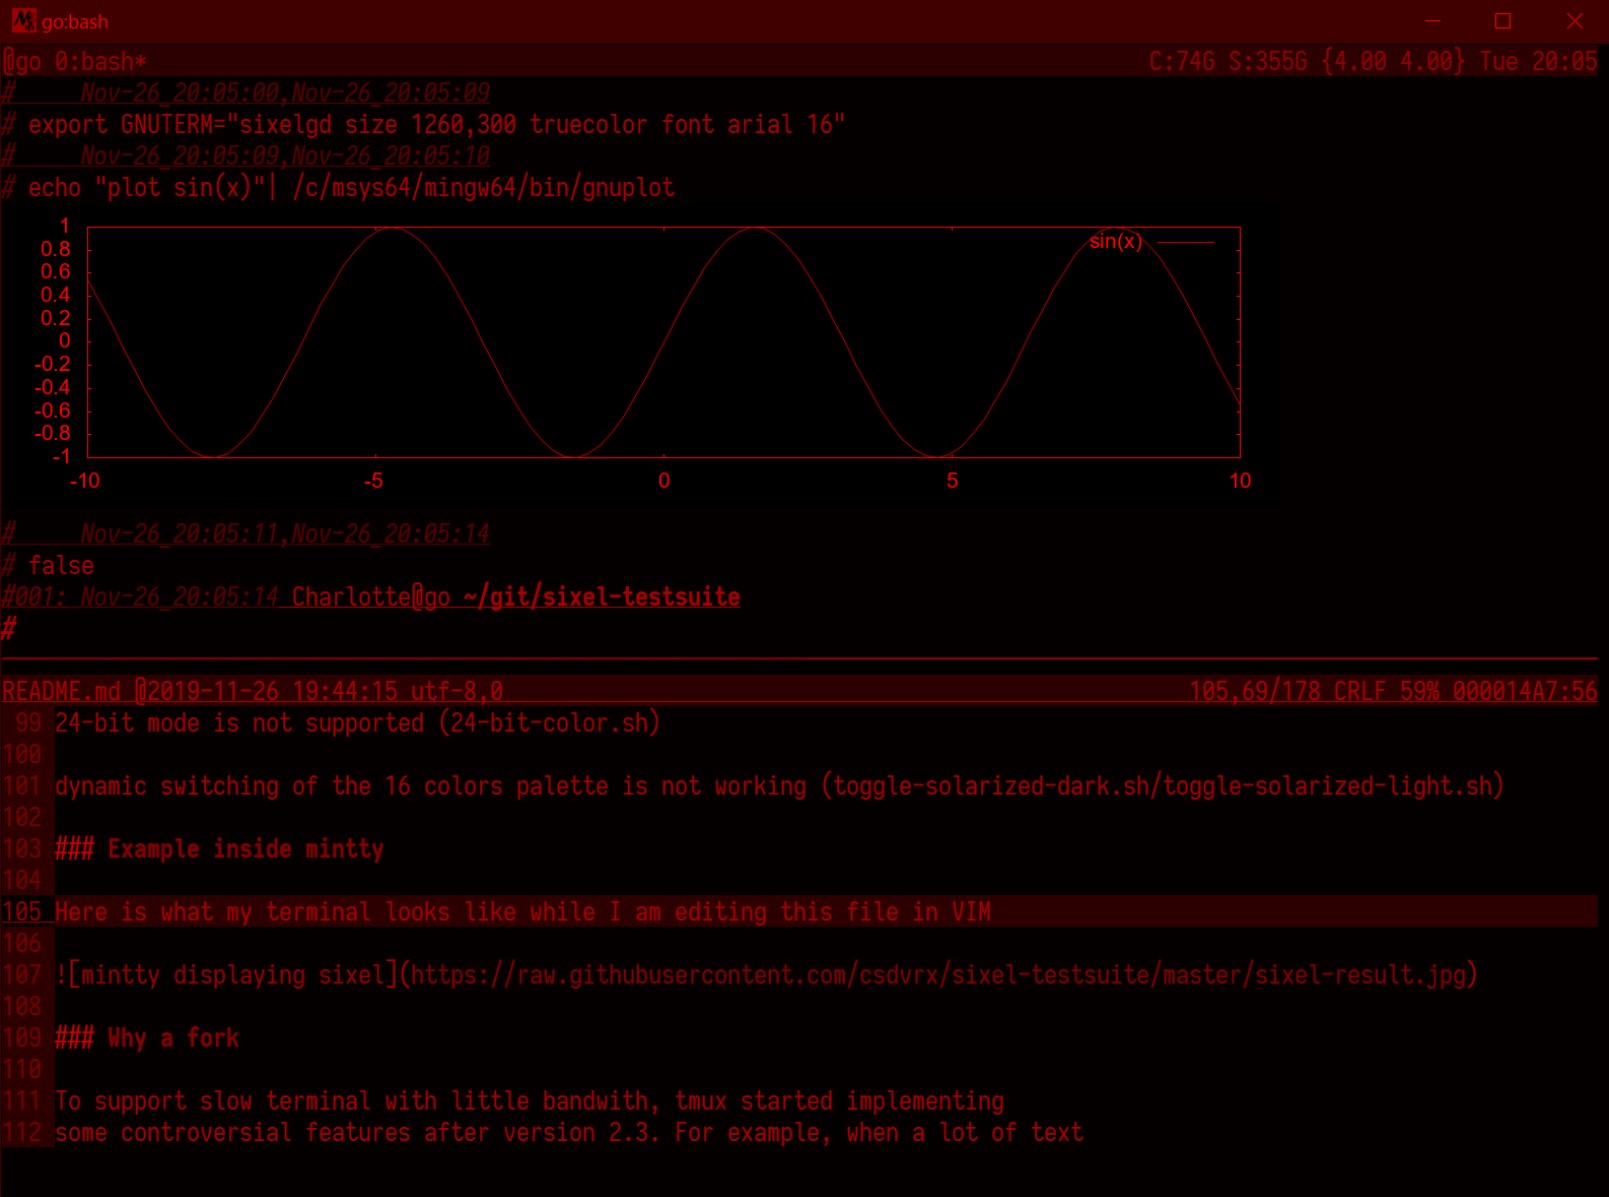 go:bash
@go 0:bash* C:74G S:355G {4.00 4.00} Tue 20:05
# Nov-26_20:05:00,Nov-26_20:05:09
# export GNUTERM="sixelgd size 1260,300 truecolor font arial 16"
# Nov-26_20:05:09,Nov-26_20:05:10
# echo "plot sin(x)"| /c/msys64/mingw64/bin/gnuplot
1
sin(x)
0.8
0.6
0.4
0.2
0
-0.2
-0.4
-0.6
-0.8
-1
-10 -5 0 5 10
# Nov-26_20:05:11,Nov-26_20:05:14
# false
#001: Nov-26_20:05:14 Charlotte@go ~/git/sixel-testsuite
#
README.md @2019-11-26 19:44:15 utf-8,0 105,69/178 CRLF 59% 000014A7:56
99 24-bit mode is not supported (24-bit-color.sh)
100
101 dynamic switching of the 16 colors palette is not working (toggle-solarized-dark.sh/toggle-solarized-light.sh)
102
103 ### Example inside mintty
104
105 Here is what my terminal looks like while I am editing this file in VIM
106
107 ![mintty displaying sixel](https://raw.githubusercontent.com/csdvrx/sixel-testsuite/master/sixel-result.jpg)
108
109 ### Why a fork
110
111 To support slow terminal with little bandwith, tmux started implementing
112 some controversial features after version 2.3. For example, when a lot of text